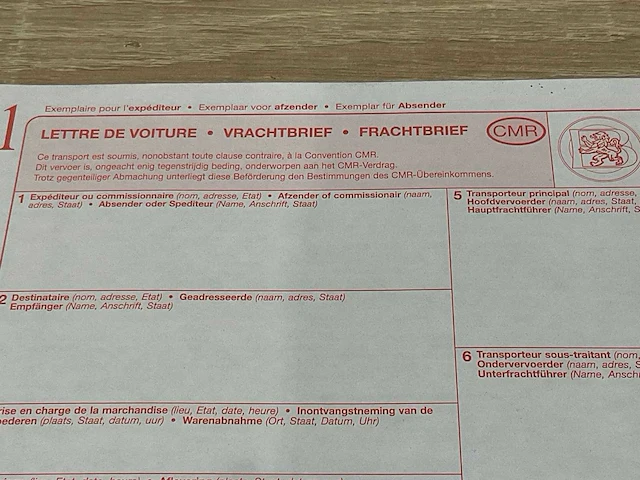 1
Exemplaire pour l'expéditeur • Exemplaar voor afzender • Exemplar für Absender
LETTRE DE VOITURE • VRACHTBRIEF • FRACHTBRIEF CMR
Ce transport est soumis, nonobstant toute clause contraire, à la Convention CMR.
Dit vervoer is, ongeacht enig tegenstrijdig beding, onderworpen aan het CMR-Verdrag.
Trotz gegenteiliger Abmachung unterliegt diese Beförderung den Bestimmungen des CMR-Übereinkommens.
1 Expéditeur ou commissionnaire (nom, adresse, Etat) • Afzender of commissionair (naam,
adres, Staat) • Absender oder Spediteur (Name, Anschrift, Staat)
5 Transporteur principal (nom, adresse,
Hoofdvervoerder (naam, adres, Staat,
Hauptfrachtführer (Name, Anschrift, S
2 Destinataire (nom, adresse, Etat) • Geadresseerde (naam, adres, Staat)
Empfänger (Name, Anschrift, Staat)
6 Transporteur sous-traitant (nom,
Ondervervoerder (naam, adres, S
Unterfrachtführer (Name, Anschri
rise en charge de la marchandise (lieu, Etat, date, heure) • Inontvangstneming van de
ederen (plaats, Staat, datum, uur) • Warenabnahme (Ort, Staat, Datum, Uhr)